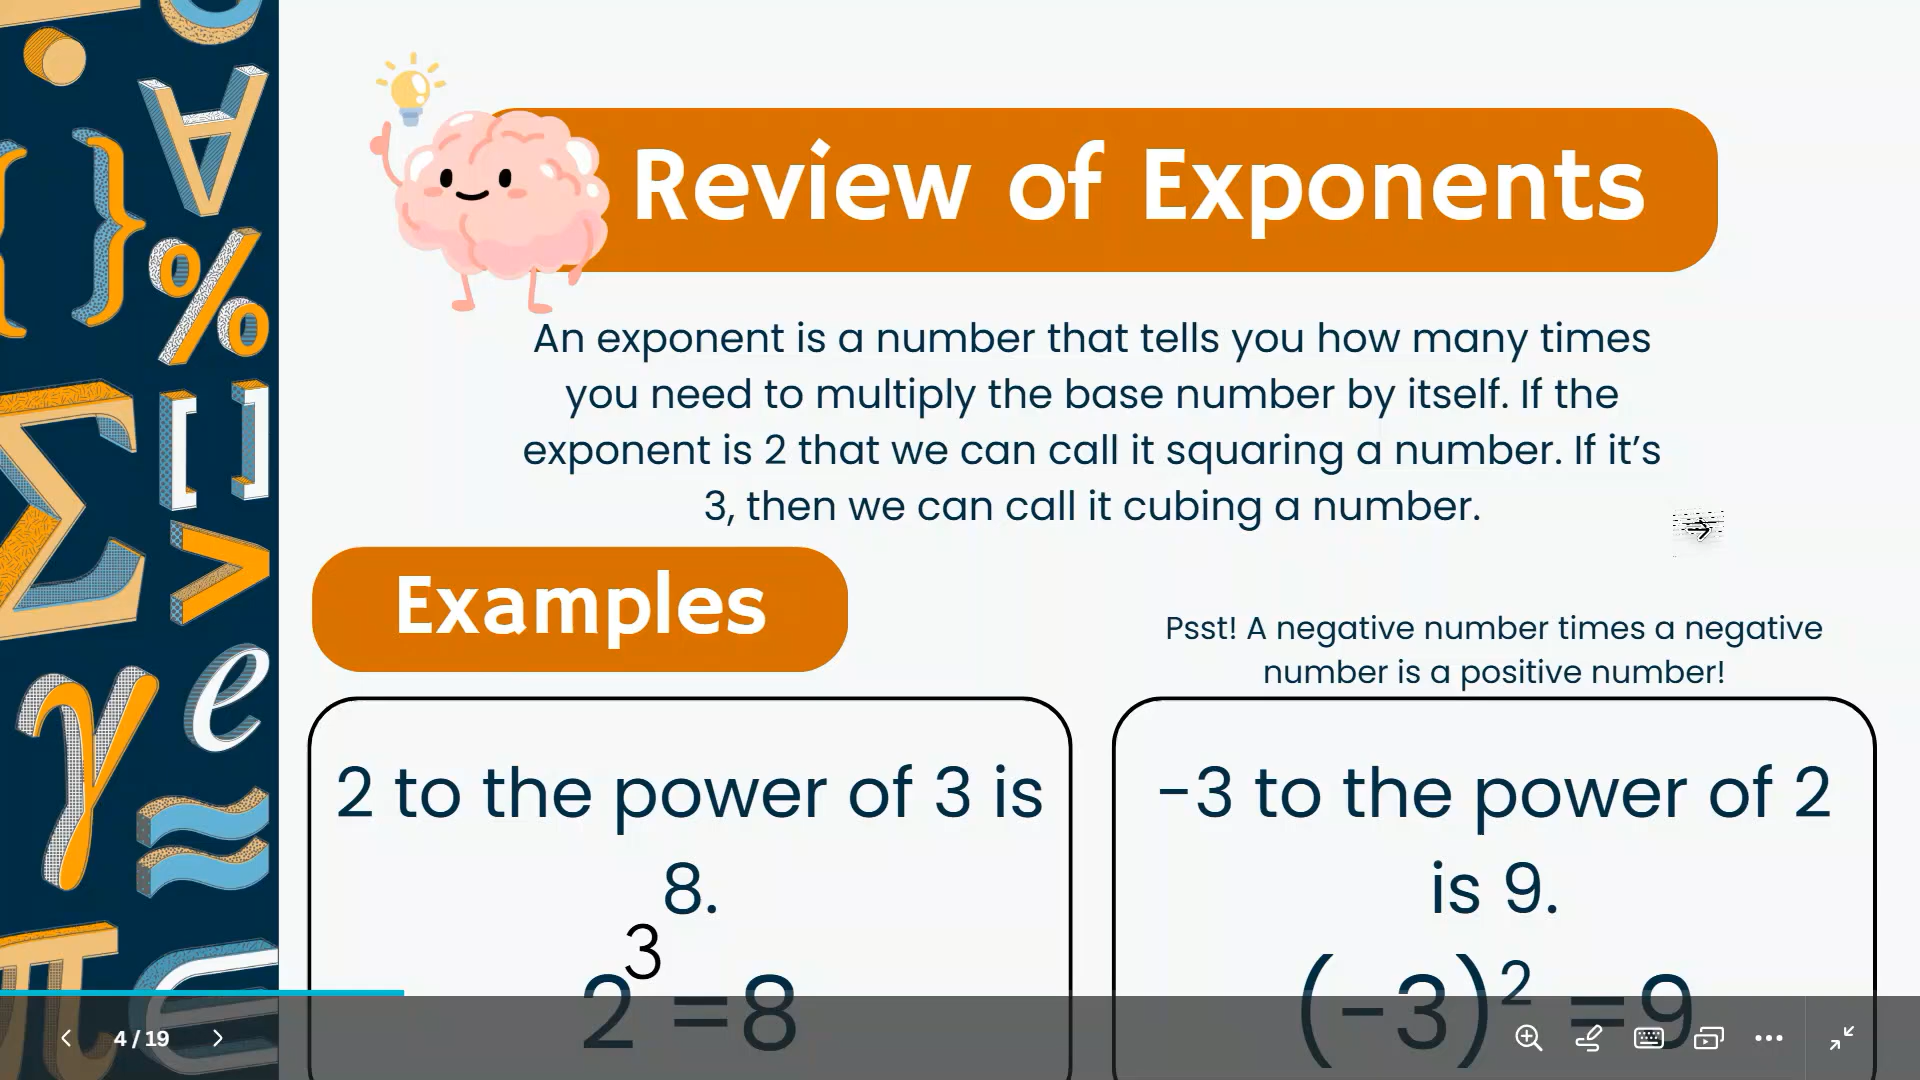 Review of Exponents
An exponent is a number that tells you how many times
you need to multiply the base number by itself. If the
exponent is 2 that we can call it squaring a number. If it's
3, then we can call it cubing a number.
Examples
Psst! A negative number times a negative
number is a positive number!
2 to the power of 3 is
8.
2³ =8
-3 to the power of 2
is 9.
(-3)² =9
4 / 19